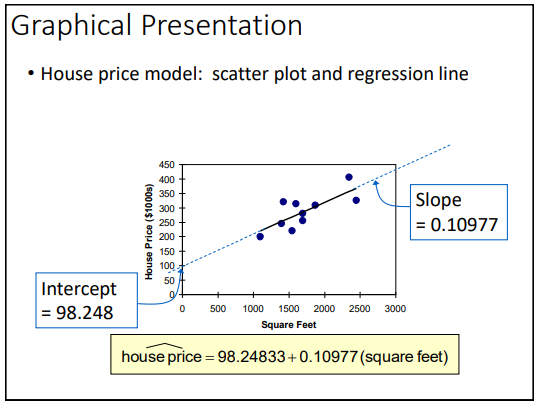 Graphical Presentation
• House price model: scatter plot and regression line
450
400
350
300
250
200
150
100
50
0
House Price ($1000s)
0 500 1000 1500 2000 2500 3000
Square Feet
Slope
= 0.10977
Intercept
= 98.248
house price = 98.24833 + 0.10977 (square feet)